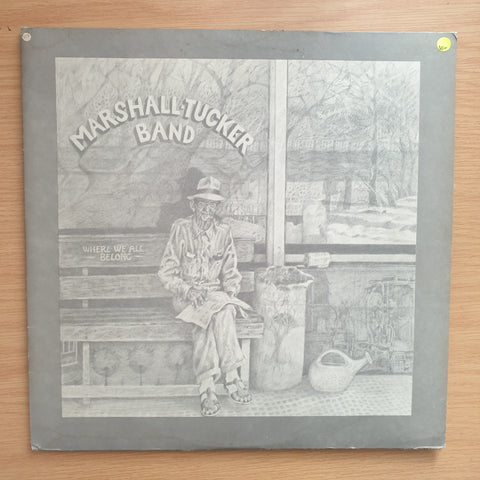 MARSHALL-TUCKER
BAND
WHERE WE ALL
BELONG